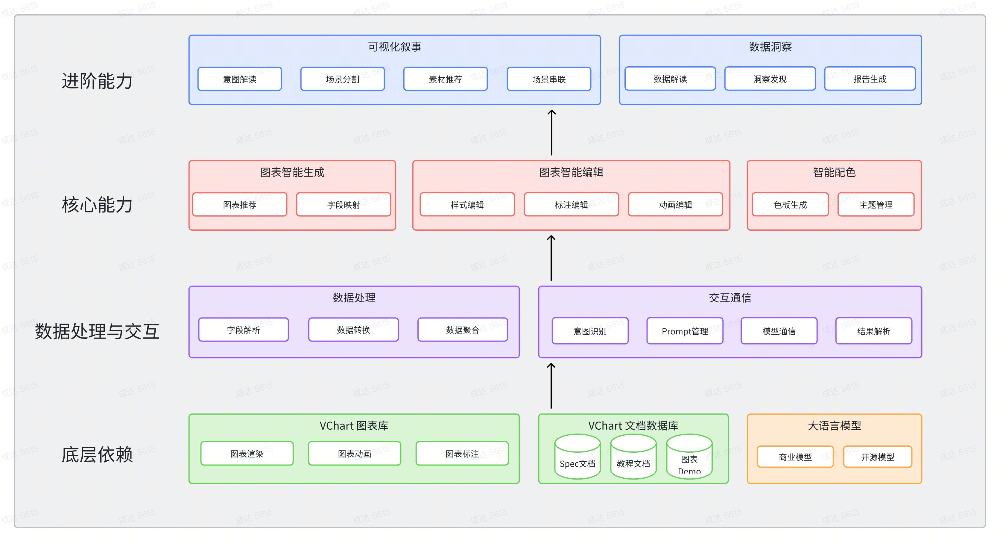 可视化叙事
数据洞察
进阶能力
意图解读
场景分割
素材推荐
场景串联
数据解读
洞察发现
报告生成
图表智能生成
图表智能编辑
智能配色
核心能力
图表推荐
字段映射
样式编辑
标注编辑
动画编辑
色板生成
主题管理
数据处理
交互通信
数据处理与交互
字段解析
数据转换
数据聚合
意图识别
Prompt管理
模型通信
结果解析
VChart 图表库
VChart 文档数据库
大语言模型
底层依赖
图表渲染
图表动画
图表标注
Spec文档
教程文档
图表
Demo
商业模型
开源模型
成达 5615